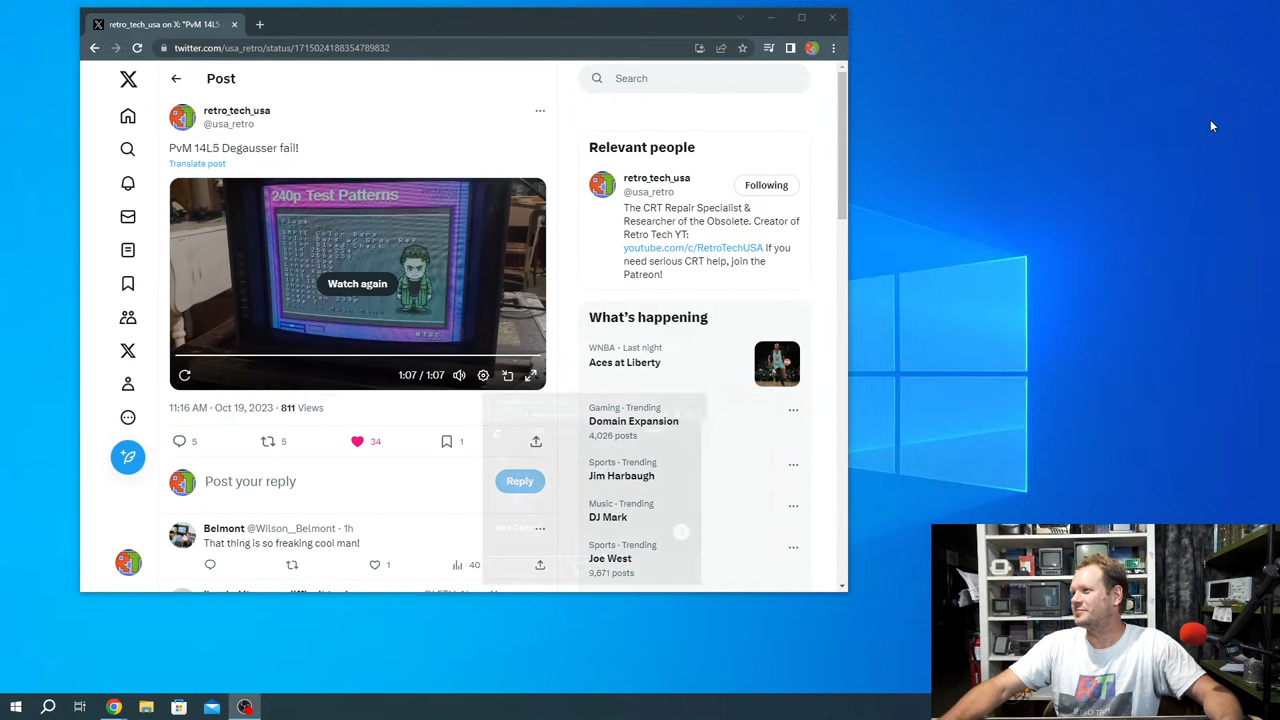 retro_tech_usa on X: "PvM 14L5
twitter.com/usa_retro/status/1715024188354789832
Post
retro_tech_usa
@usa_retro
PvM 14L5 Degausser fail!
Translate post
240p Test Patterns
Watch again
1:07 / 1:07
11:16 AM · Oct 19, 2023 · 811 Views
5
5
34
1
Post your reply
Reply
Belmont @Wilson__Belmont · 1h
That thing is so freaking cool man!
1
40
Search
Relevant people
retro_tech_usa
@usa_retro
Following
The CRT Repair Specialist &
Researcher of the Obsolete. Creator of
Retro Tech YT:
youtube.com/c/RetroTechUSA If you
need serious CRT help, join the
Patreon!
What's happening
WNBA · Last night
Aces at Liberty
Gaming · Trending
Domain Expansion
4,026 posts
Sports · Trending
Jim Harbaugh
Music · Trending
DJ Mark
Sports · Trending
Joe West
9,671 posts
RT